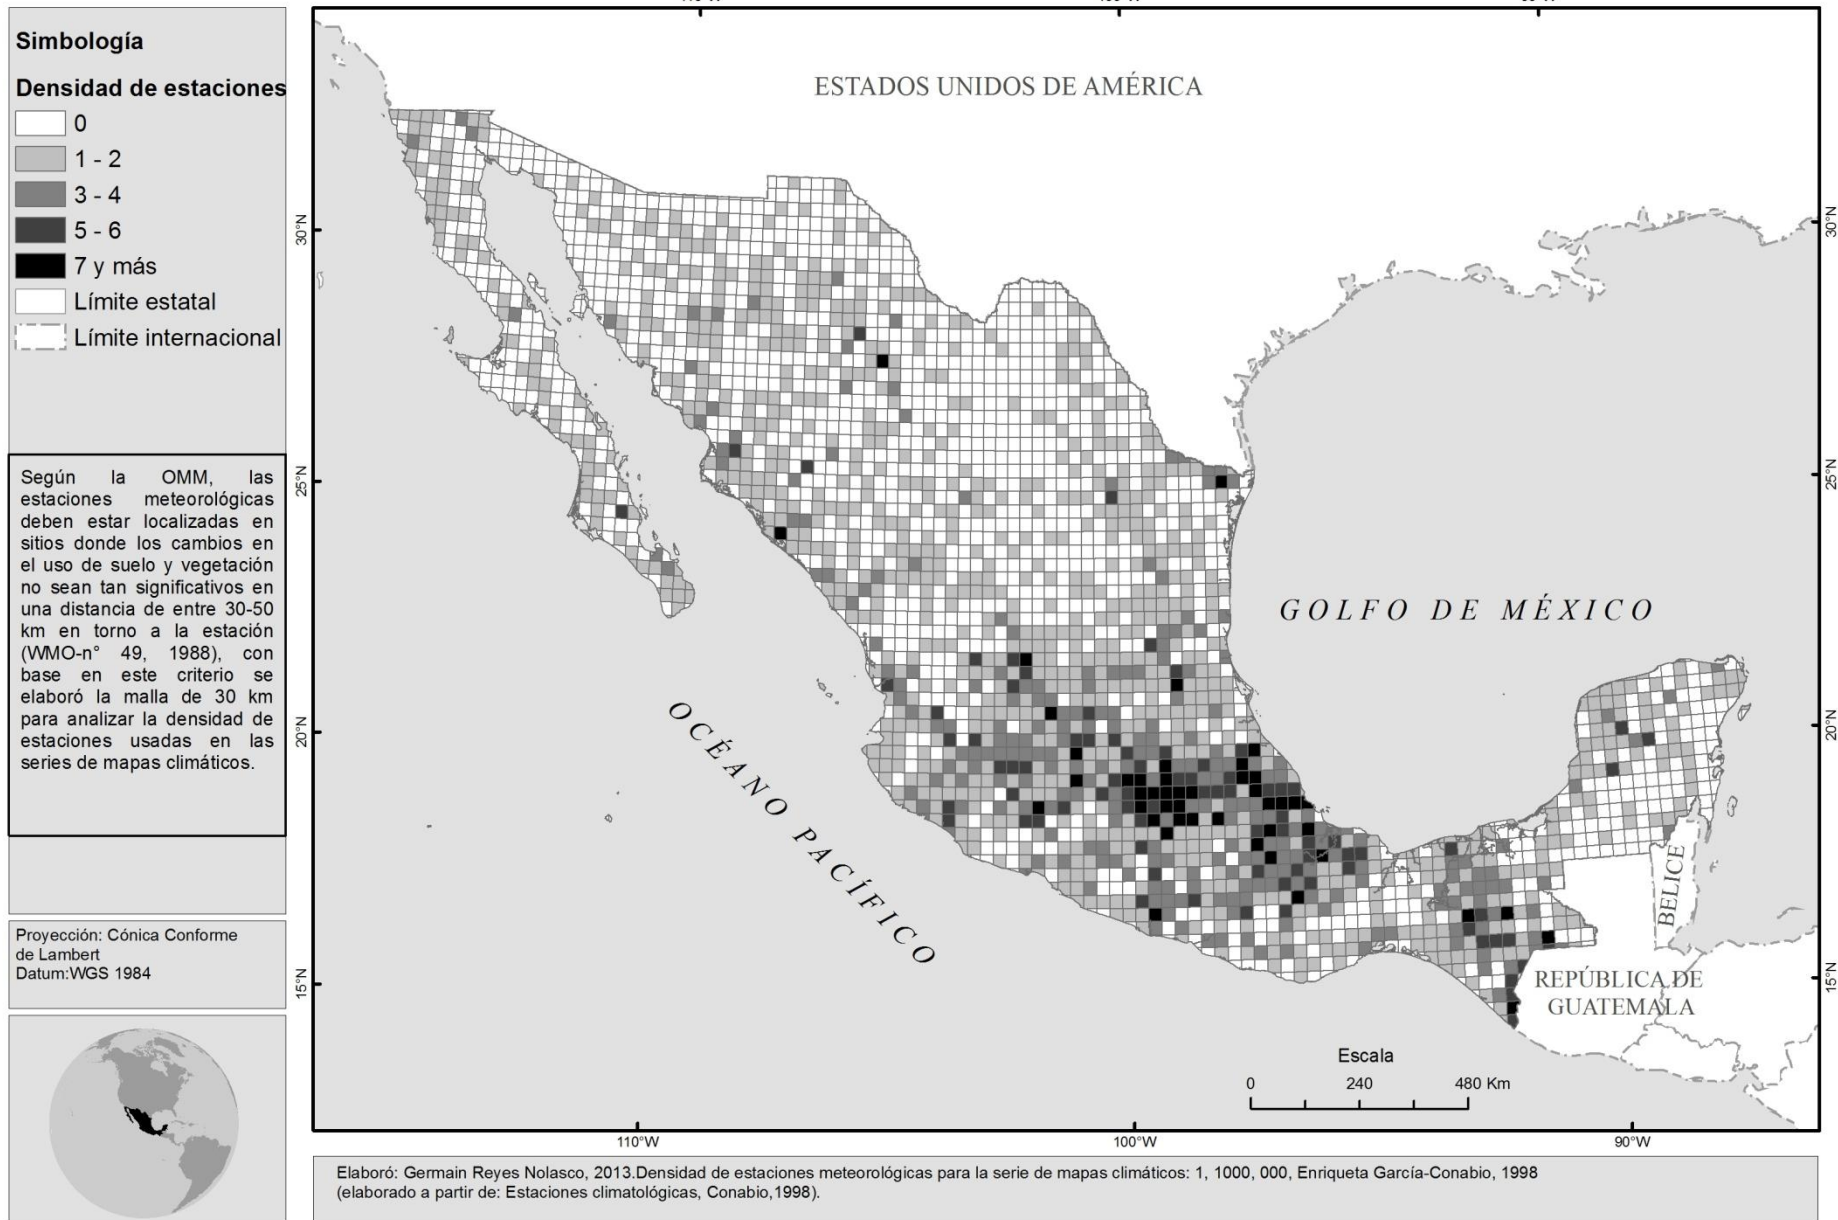 Simbología
Densidad de estaciones
0
1 - 2
3 - 4
5 - 6
7 y más
Límite estatal
Límite internacional
Según la OMM, las
estaciones meteorológicas
deben estar localizadas en
sitios donde los cambios en
el uso de suelo y vegetación
no sean tan significativos en
una distancia de entre 30-50
km en torno a la estación
(WMO-n° 49, 1988), con
base en este criterio se
elaboró la malla de 30 km
para analizar la densidad de
estaciones usadas en las
series de mapas climáticos.
Proyección: Cónica Conforme
de Lambert
Datum:WGS 1984
ESTADOS UNIDOS DE AMÉRICA
30°N
30°N
25°N
25°N
GOLFO DE MÉXICO
20°N
20°N
OCÉANO PACÍFICO
BELICE
15°N
15°N
REPÚBLICA DE
GUATEMALA
Escala
0 240 480 Km
110°W 100°W 90°W
Elaboró: Germain Reyes Nolasco, 2013.Densidad de estaciones meteorológicas para la serie de mapas climáticos: 1, 1000, 000, Enriqueta García-Conabio, 1998
(elaborado a partir de: Estaciones climatológicas, Conabio,1998).